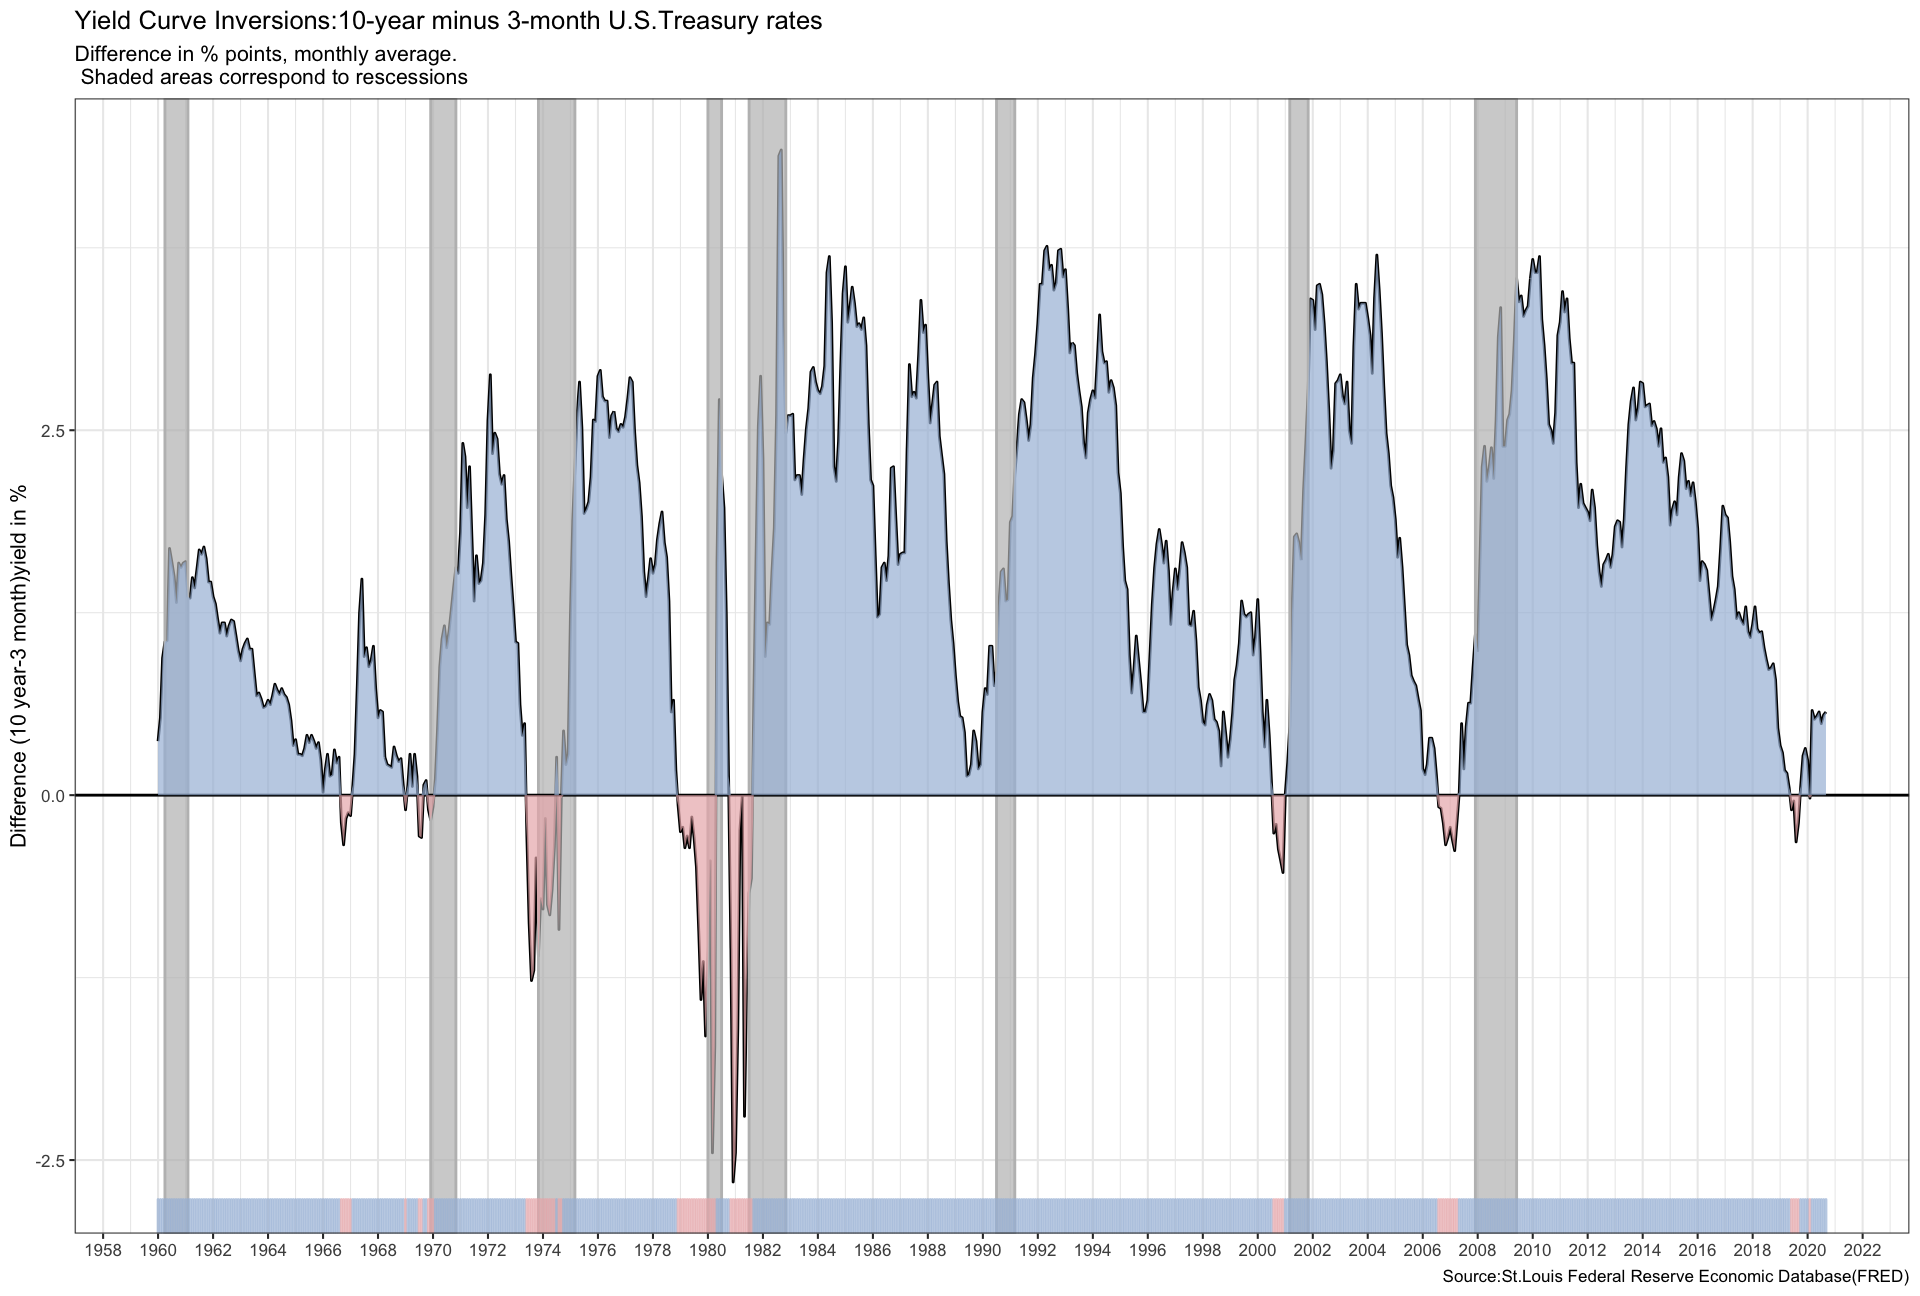 Yield Curve Inversions:10-year minus 3-month U.S.Treasury rates
Difference in % points, monthly average.
Shaded areas correspond to rescessions
Difference (10 year-3 month)yield in %
2.5
0.0
-2.5
1958 1960 1962 1964 1966 1968 1970 1972 1974 1976 1978 1980 1982 1984 1986 1988 1990 1992 1994 1996 1998 2000 2002 2004 2006 2008 2010 2012 2014 2016 2018 2020 2022
Source:St.Louis Federal Reserve Economic Database(FRED)